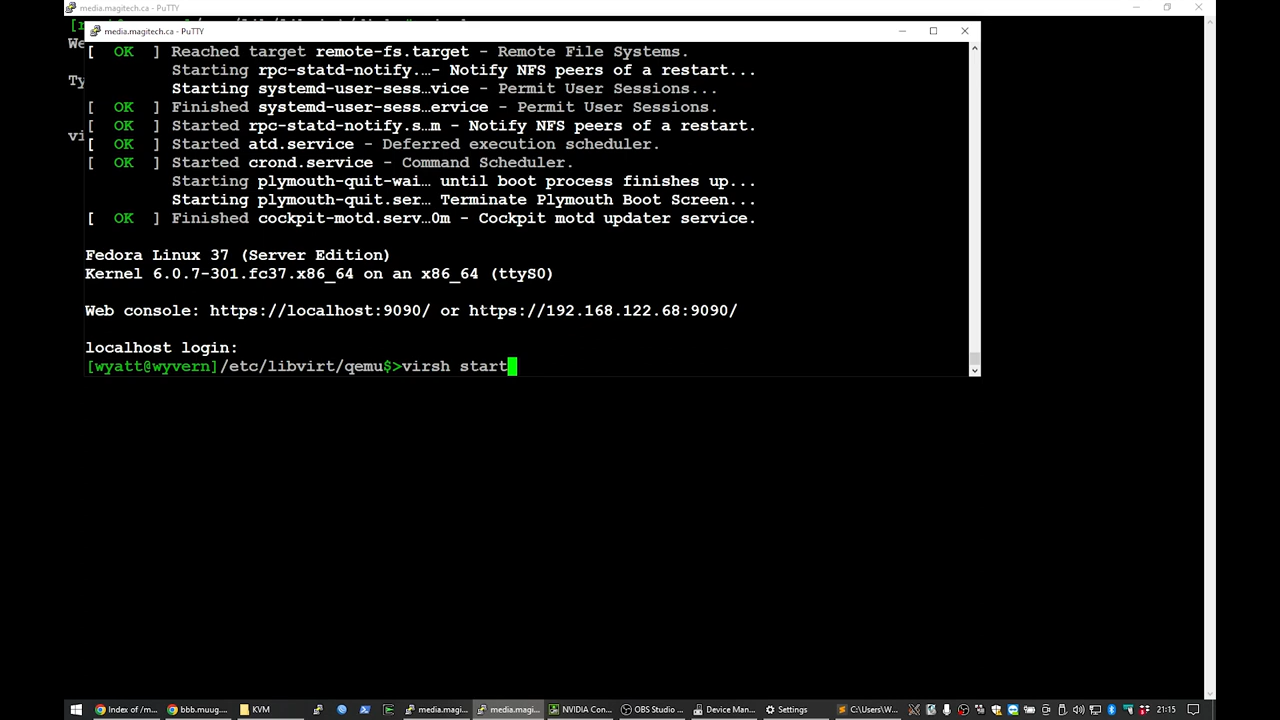 media.magitech.ca - PuTTY
media.magitech.ca - PuTTY
[ OK ] Reached target remote-fs.target - Remote File Systems.
Starting rpc-statd-notify.…- Notify NFS peers of a restart...
Starting systemd-user-sess…vice - Permit User Sessions...
[ OK ] Finished systemd-user-sess…ervice - Permit User Sessions.
[ OK ] Started rpc-statd-notify.s…m - Notify NFS peers of a restart.
[ OK ] Started atd.service - Deferred execution scheduler.
[ OK ] Started crond.service - Command Scheduler.
Starting plymouth-quit-wai… until boot process finishes up...
Starting plymouth-quit.ser… Terminate Plymouth Boot Screen...
[ OK ] Finished cockpit-motd.serv…0m - Cockpit motd updater service.
Fedora Linux 37 (Server Edition)
Kernel 6.0.7-301.fc37.x86_64 on an x86_64 (ttyS0)
Web console: https://localhost:9090/ or https://192.168.122.68:9090/
localhost login:
[wyatt@wyvern]/etc/libvirt/qemu$>virsh start
We
Ty
vi
Index of /m... bbb.muug.... KVM media.magi... media.magi... NVIDIA Con... OBS Studio ... Device Man... Settings C:\Users\W... 21:15